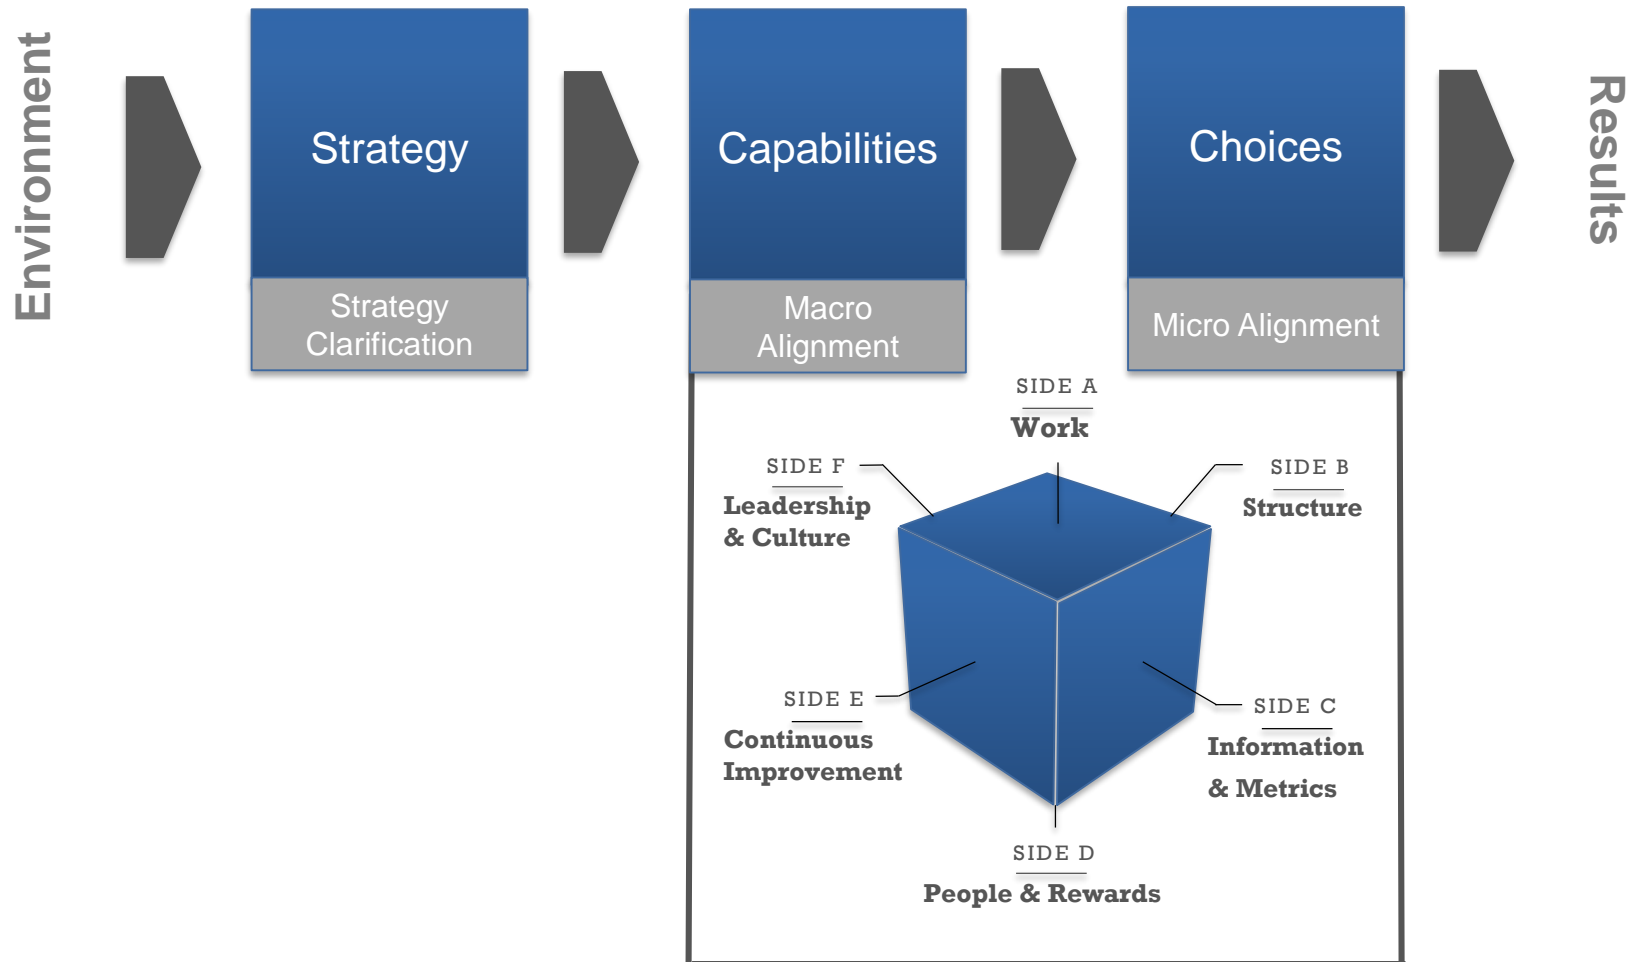 Environment
Strategy
Strategy
Clarification
Capabilities
Macro
Alignment
Choices
Micro Alignment
Results
SIDE A
Work
SIDE F
Leadership
& Culture
SIDE B
Structure
SIDE E
Continuous
Improvement
SIDE C
Information
& Metrics
SIDE D
People & Rewards